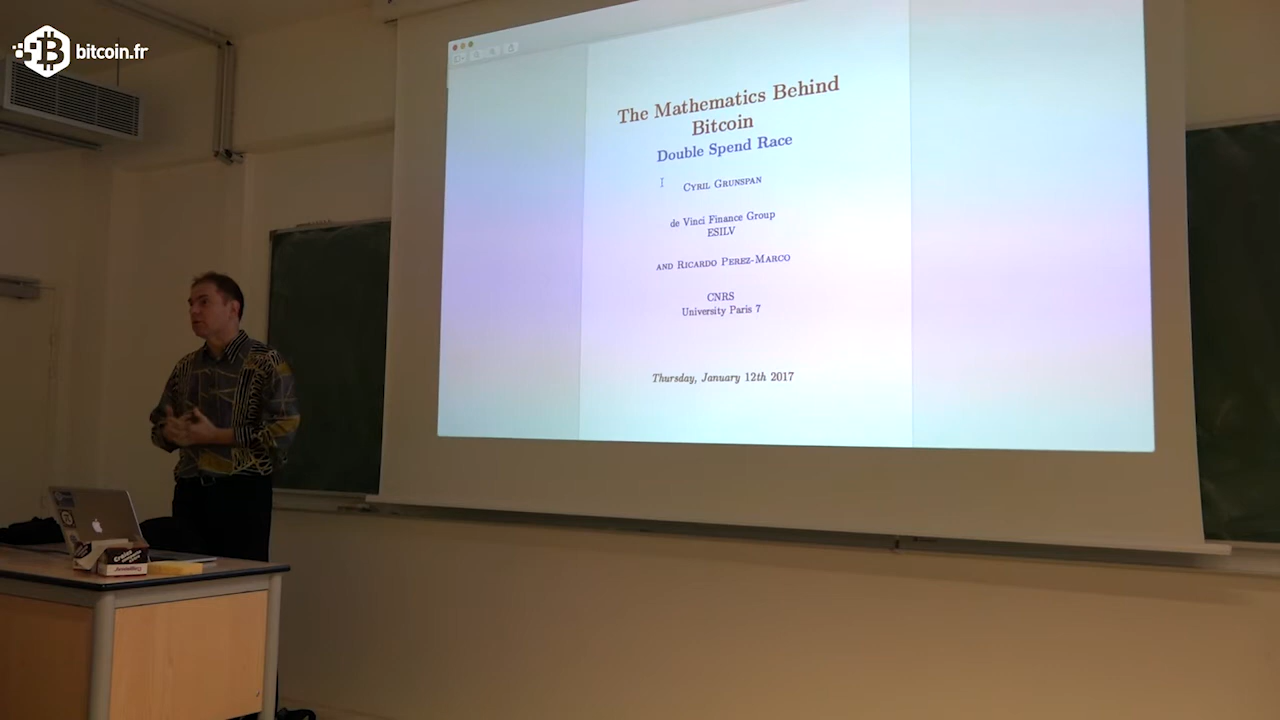 bitcoin.fr
The Mathematics Behind
Bitcoin
Double Spend Race
Cyril Grunspan
de Vinci Finance Group
ESILV
and Ricardo Perez-Marco
CNRS
University Paris 7
Thursday, January 12th 2017